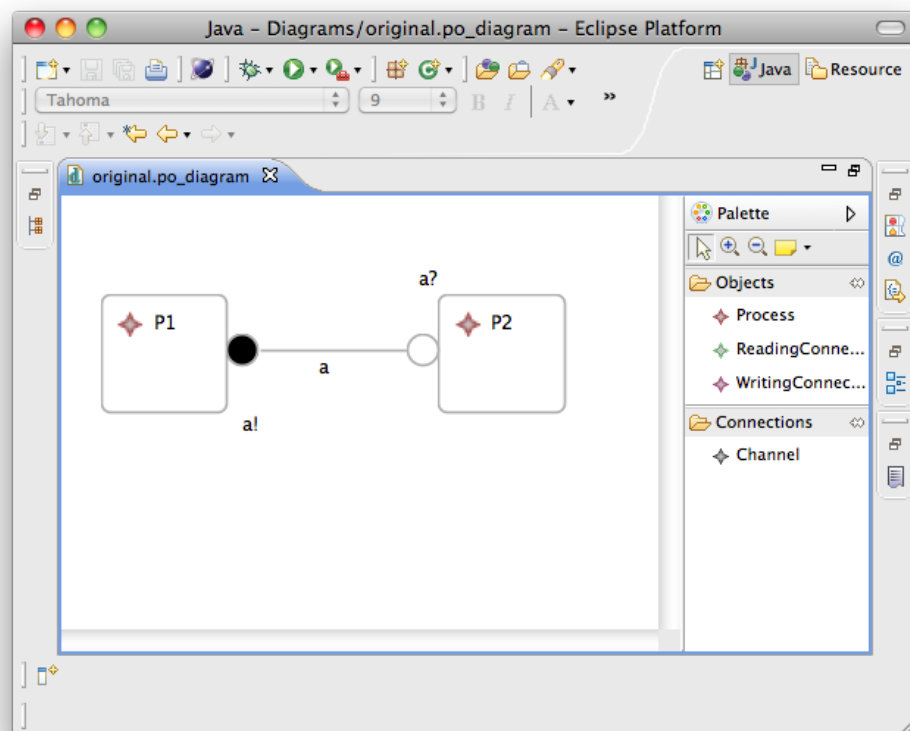 Java – Diagrams/original.po_diagram – Eclipse Platform
Java
Resource
Tahoma
9
B I A
original.po_diagram
Palette
Objects
Process
ReadingConne...
WritingConnec...
Connections
Channel
a?
P1
P2
a
a!